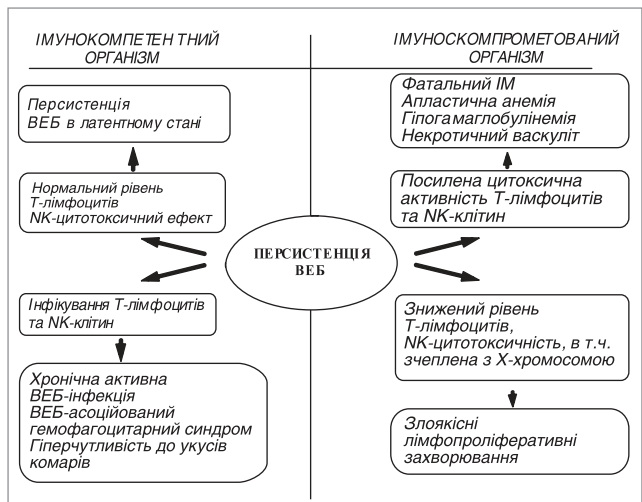 ІМУНОКОМПЕТЕН ТНИЙ
ОРГАНІЗМ
Персистенція
ВЕБ в латентному стані
Нормальний рівень
Т-лімфоцитів
NK-цитотоксичний ефект
Інфікування Т-лімфоцитів
та NK-клітин
Хронічна активна
ВЕБ-інфекція
ВЕБ-асоційований
гемофагоцитарний синдром
Гіперчутливість до укусів
комарів
ПЕРСИСТЕНЦІЯ
ВЕБ
ІМУНОСКОМПРОМЕТОВАНИЙ
ОРГАНІЗМ
Фатальний ІМ
Апластична анемія
Гіпогамаглобулінемія
Некротичний васкуліт
Посилена цитоксична
активність Т-лімфоцитів
та NK-клітин
Знижений рівень
Т-лімфоцитів,
NK-цитотоксичність, в т.ч.
зчеплена з Х-хромосомою
Злоякісні
лімфопроліферативні
захворювання